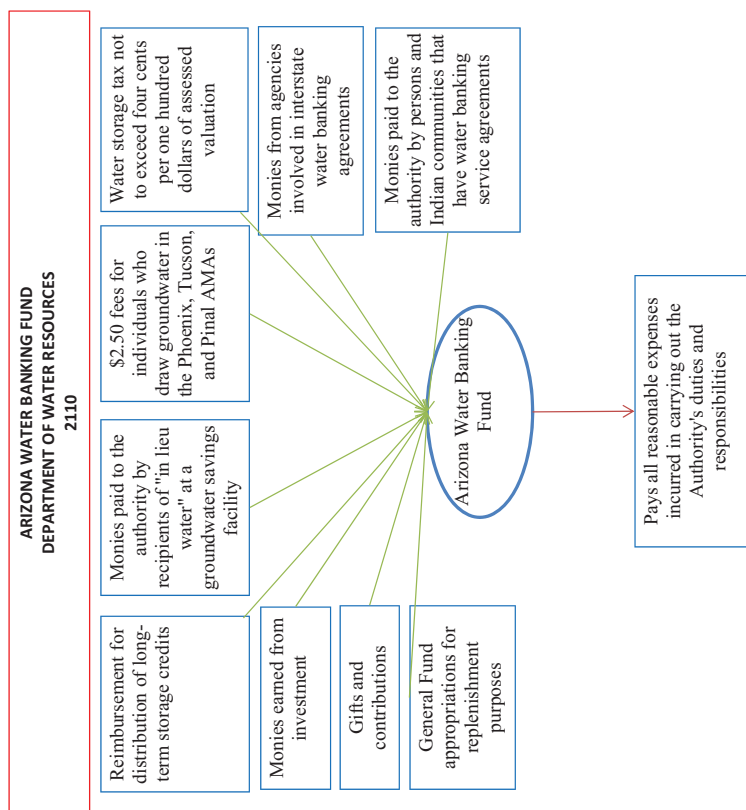 ARIZONA WATER BANKING FUND
DEPARTMENT OF WATER RESOURCES
2110
Reimbursement for
distribution of long-
term storage credits
Monies paid to the
authority by
recipients of "in lieu
water" at a
groundwater savings
facility
$2.50 fees for
individuals who
draw groundwater in
the Phoenix, Tucson,
and Pinal AMAs
Water storage tax not
to exceed four cents
per one hundred
dollars of assessed
valuation
Monies earned from
investment
Monies from agencies
involved in interstate
water banking
agreements
Gifts and
contributions
General Fund
appropriations for
replenishment
purposes
Monies paid to the
authority by persons and
Indian communities that
have water banking
service agreements
Arizona Water Banking
Fund
Pays all reasonable expenses
incurred in carrying out the
Authority's duties and
responsibilities